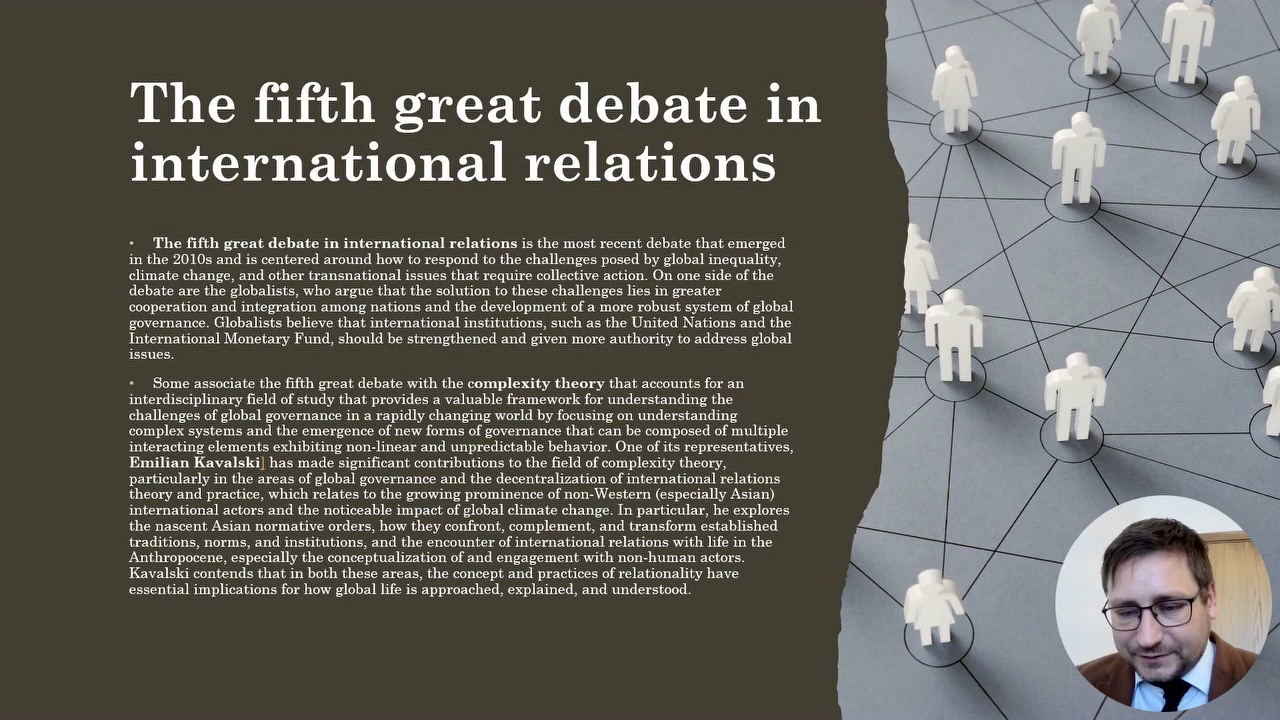 The fifth great debate in
international relations
• The fifth great debate in international relations is the most recent debate that emerged
in the 2010s and is centered around how to respond to the challenges posed by global inequality,
climate change, and other transnational issues that require collective action. On one side of the
debate are the globalists, who argue that the solution to these challenges lies in greater
cooperation and integration among nations and the development of a more robust system of global
governance. Globalists believe that international institutions, such as the United Nations and the
International Monetary Fund, should be strengthened and given more authority to address global
issues.
• Some associate the fifth great debate with the complexity theory that accounts for an
interdisciplinary field of study that provides a valuable framework for understanding the
challenges of global governance in a rapidly changing world by focusing on understanding
complex systems and the emergence of new forms of governance that can be composed of multiple
interacting elements exhibiting non-linear and unpredictable behavior. One of its representatives,
Emilian Kavalski] has made significant contributions to the field of complexity theory,
particularly in the areas of global governance and the decentralization of international relations
theory and practice, which relates to the growing prominence of non-Western (especially Asian)
international actors and the noticeable impact of global climate change. In particular, he explores
the nascent Asian normative orders, how they confront, complement, and transform established
traditions, norms, and institutions, and the encounter of international relations with life in the
Anthropocene, especially the conceptualization of and engagement with non-human actors.
Kavalski contends that in both these areas, the concept and practices of relationality have
essential implications for how global life is approached, explained, and understood.